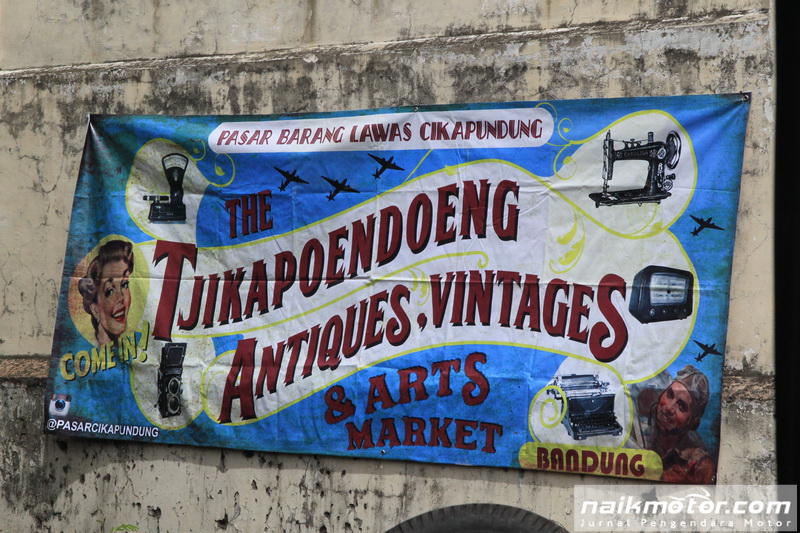 PASAR BARANG LAWAS CIKAPUNDUNG
THE
TJIKAPOENDOENG
ANTIQUES, VINTAGES
& ARTS
MARKET
COME IN!
@PASARCIKAPUNDUNG
BANDUNG
naikmotor.com
Jurnal Pengendara Motor